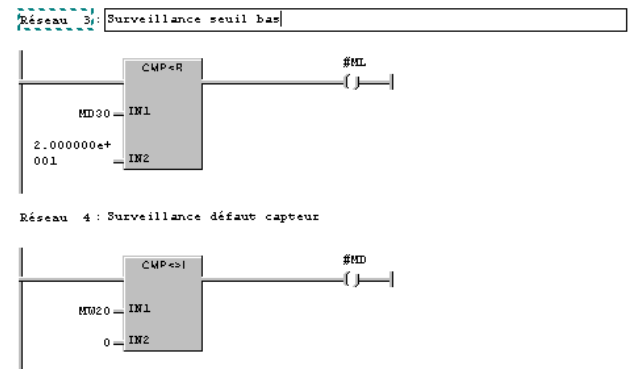 Réseau 3: Surveillance seuil bas
CMP<R
#ML
( )
MD30 IN1
2.000000e+
001 IN2
Réseau 4: Surveillance défaut capteur
CMP<>I
#MD
( )
MW20 IN1
0 IN2